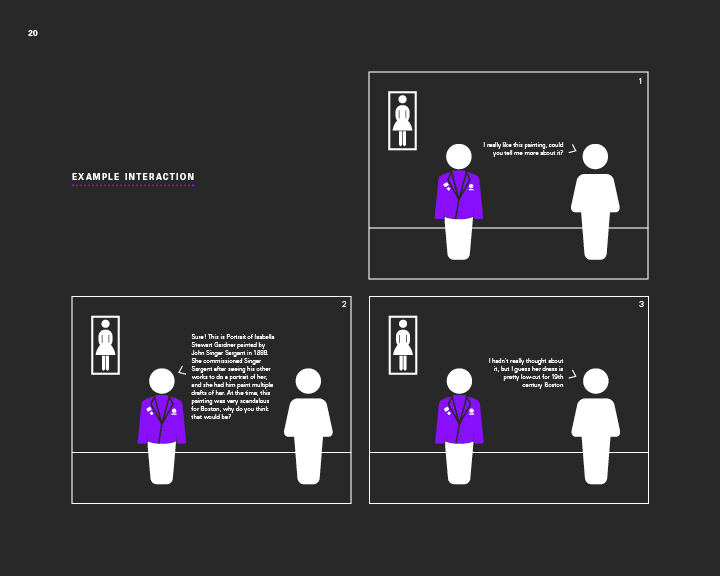 20
EXAMPLE INTERACTION
1
I really like this painting, could
you tell me more about it?
2
Sure! This is Portrait of Isabella
Stewart Gardner painted by
John Singer Sargent in 1888.
She commissioned Singer
Sargent after seeing his other
works to do a portrait of her,
and she had him paint multiple
drafts of her. At the time, this
painting was very scandalous
for Boston, why do you think
that would be?
3
I hadn't really thought about
it, but I guess her dress is
pretty low-cut for 19th
century Boston